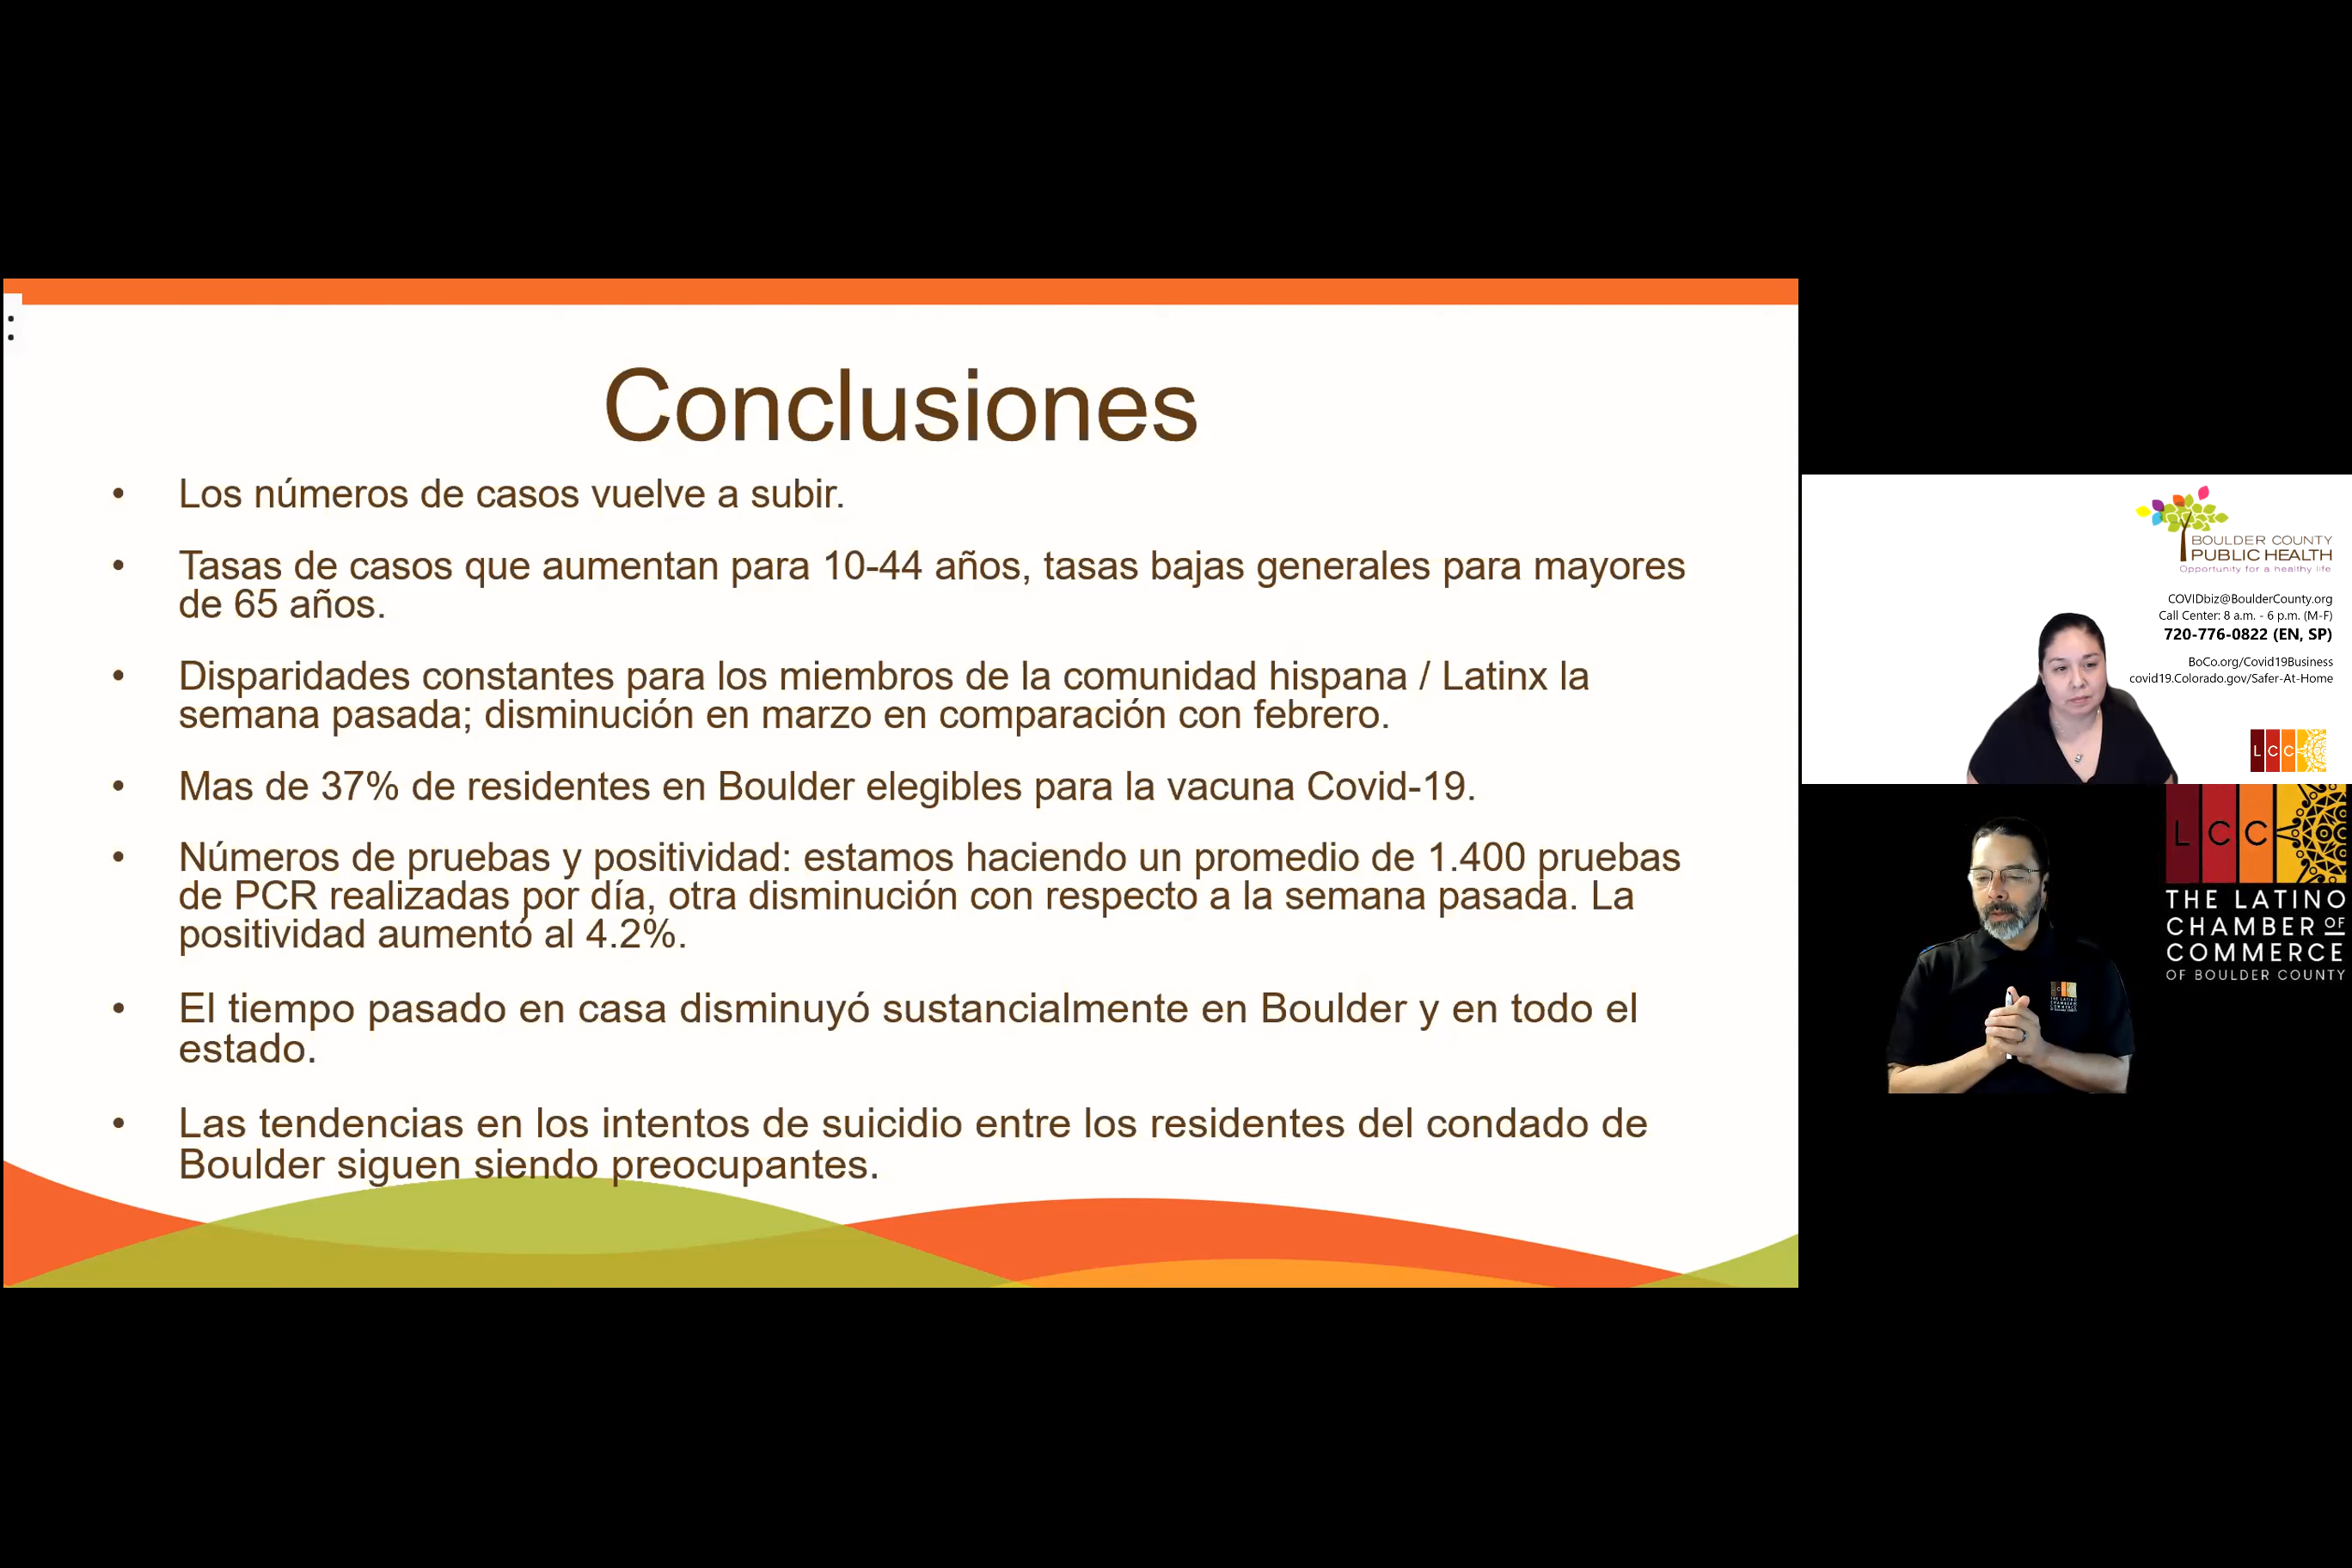 Conclusiones
• Los números de casos vuelve a subir.
• Tasas de casos que aumentan para 10-44 años, tasas bajas generales para mayores
de 65 años.
• Disparidades constantes para los miembros de la comunidad hispana / Latinx la
semana pasada; disminución en marzo en comparación con febrero.
• Mas de 37% de residentes en Boulder elegibles para la vacuna Covid-19.
• Números de pruebas y positividad: estamos haciendo un promedio de 1.400 pruebas
de PCR realizadas por día, otra disminución con respecto a la semana pasada. La
positividad aumentó al 4.2%.
• El tiempo pasado en casa disminuyó sustancialmente en Boulder y en todo el
estado.
• Las tendencias en los intentos de suicidio entre los residentes del condado de
Boulder siguen siendo preocupantes.
BOULDER COUNTY
PUBLIC HEALTH
Opportunity for a healthy life
COVIDbiz@BoulderCounty.org
Call Center: 8 a.m. - 6 p.m. (M-F)
720-776-0822 (EN, SP)
BoCo.org/Covid19Business
covid19.Colorado.gov/Safer-At-Home
LCC
LCC
THE LATINO
CHAMBER OF
COMMERCE
OF BOULDER COUNTY